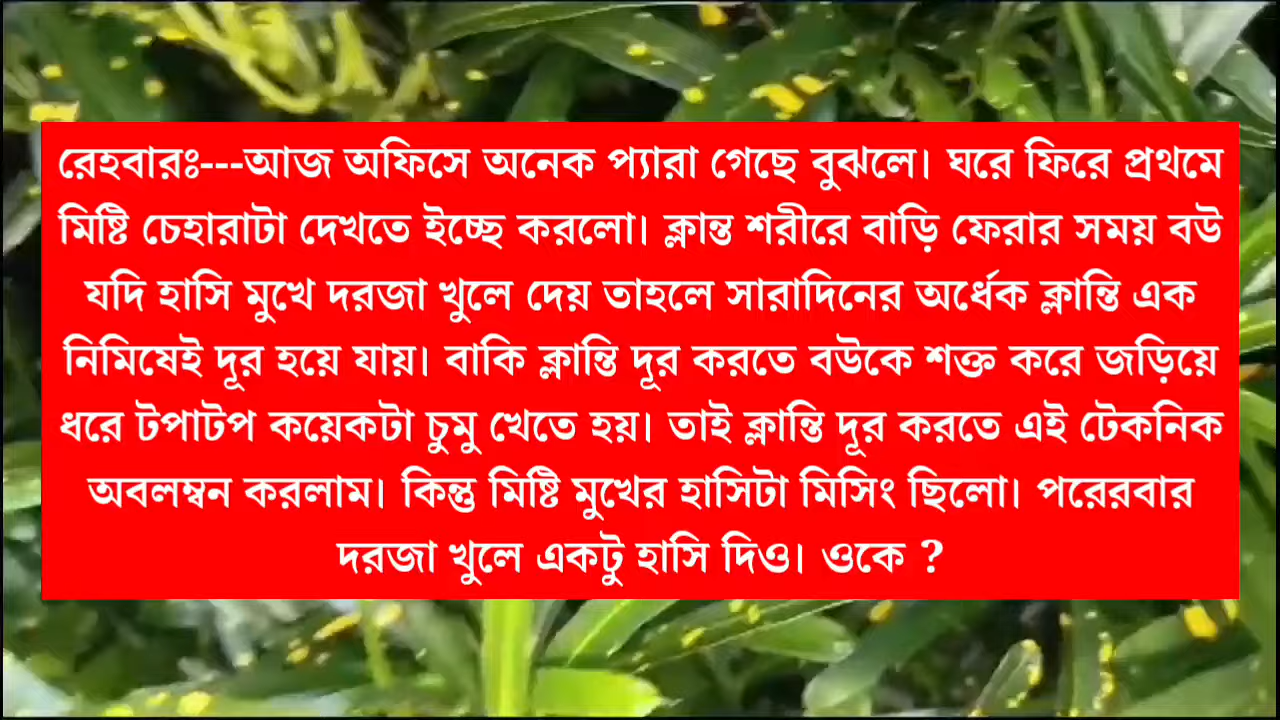 রেহবারঃ---আজ অফিসে অনেক প্যারা গেছে বুঝলে। ঘরে ফিরে প্রথমে
মিষ্টি চেহারাটা দেখতে ইচ্ছে করলো। ক্লান্ত শরীরে বাড়ি ফেরার সময় বউ
যদি হাসি মুখে দরজা খুলে দেয় তাহলে সারাদিনের অর্ধেক ক্লান্তি এক
নিমিষেই দূর হয়ে যায়। বাকি ক্লান্তি দূর করতে বউকে শক্ত করে জড়িয়ে
ধরে টপাটপ কয়েকটা চুমু খেতে হয়। তাই ক্লান্তি দূর করতে এই টেকনিক
অবলম্বন করলাম। কিন্তু মিষ্টি মুখের হাসিটা মিসিং ছিলো। পরেরবার
দরজা খুলে একটু হাসি দিও। ওকে ?